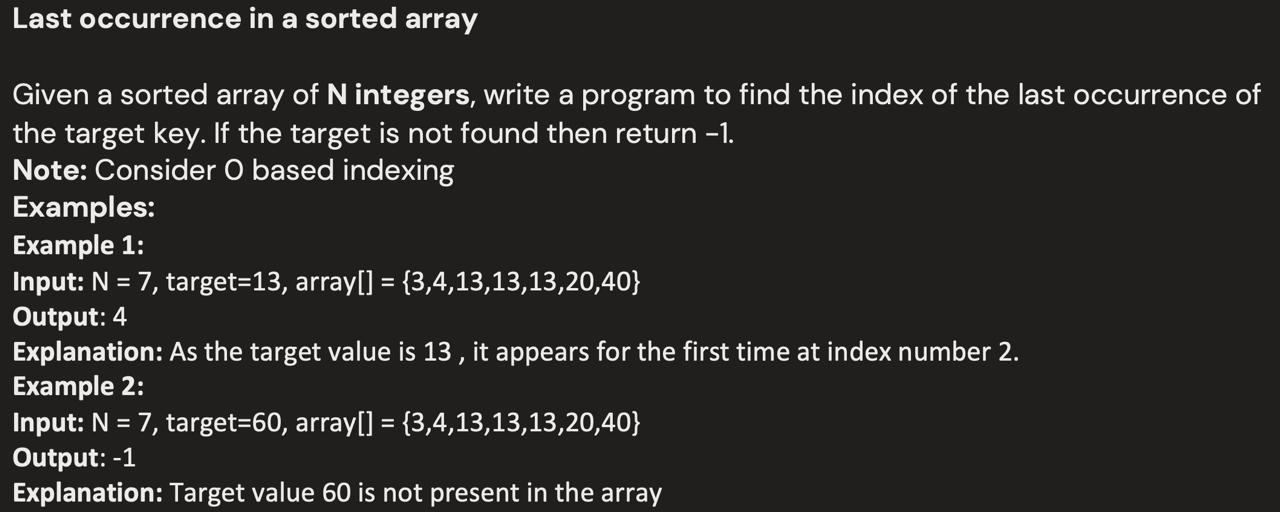 Last occurrence in a sorted array
Given a sorted array of N integers, write a program to find the index of the last occurrence of
the target key. If the target is not found then return -1.
Note: Consider 0 based indexing
Examples:
Example 1:
Input: N = 7, target=13, array[] = {3,4,13,13,13,20,40}
Output: 4
Explanation: As the target value is 13 , it appears for the first time at index number 2.
Example 2:
Input: N = 7, target=60, array[] = {3,4,13,13,13,20,40}
Output: -1
Explanation: Target value 60 is not present in the array